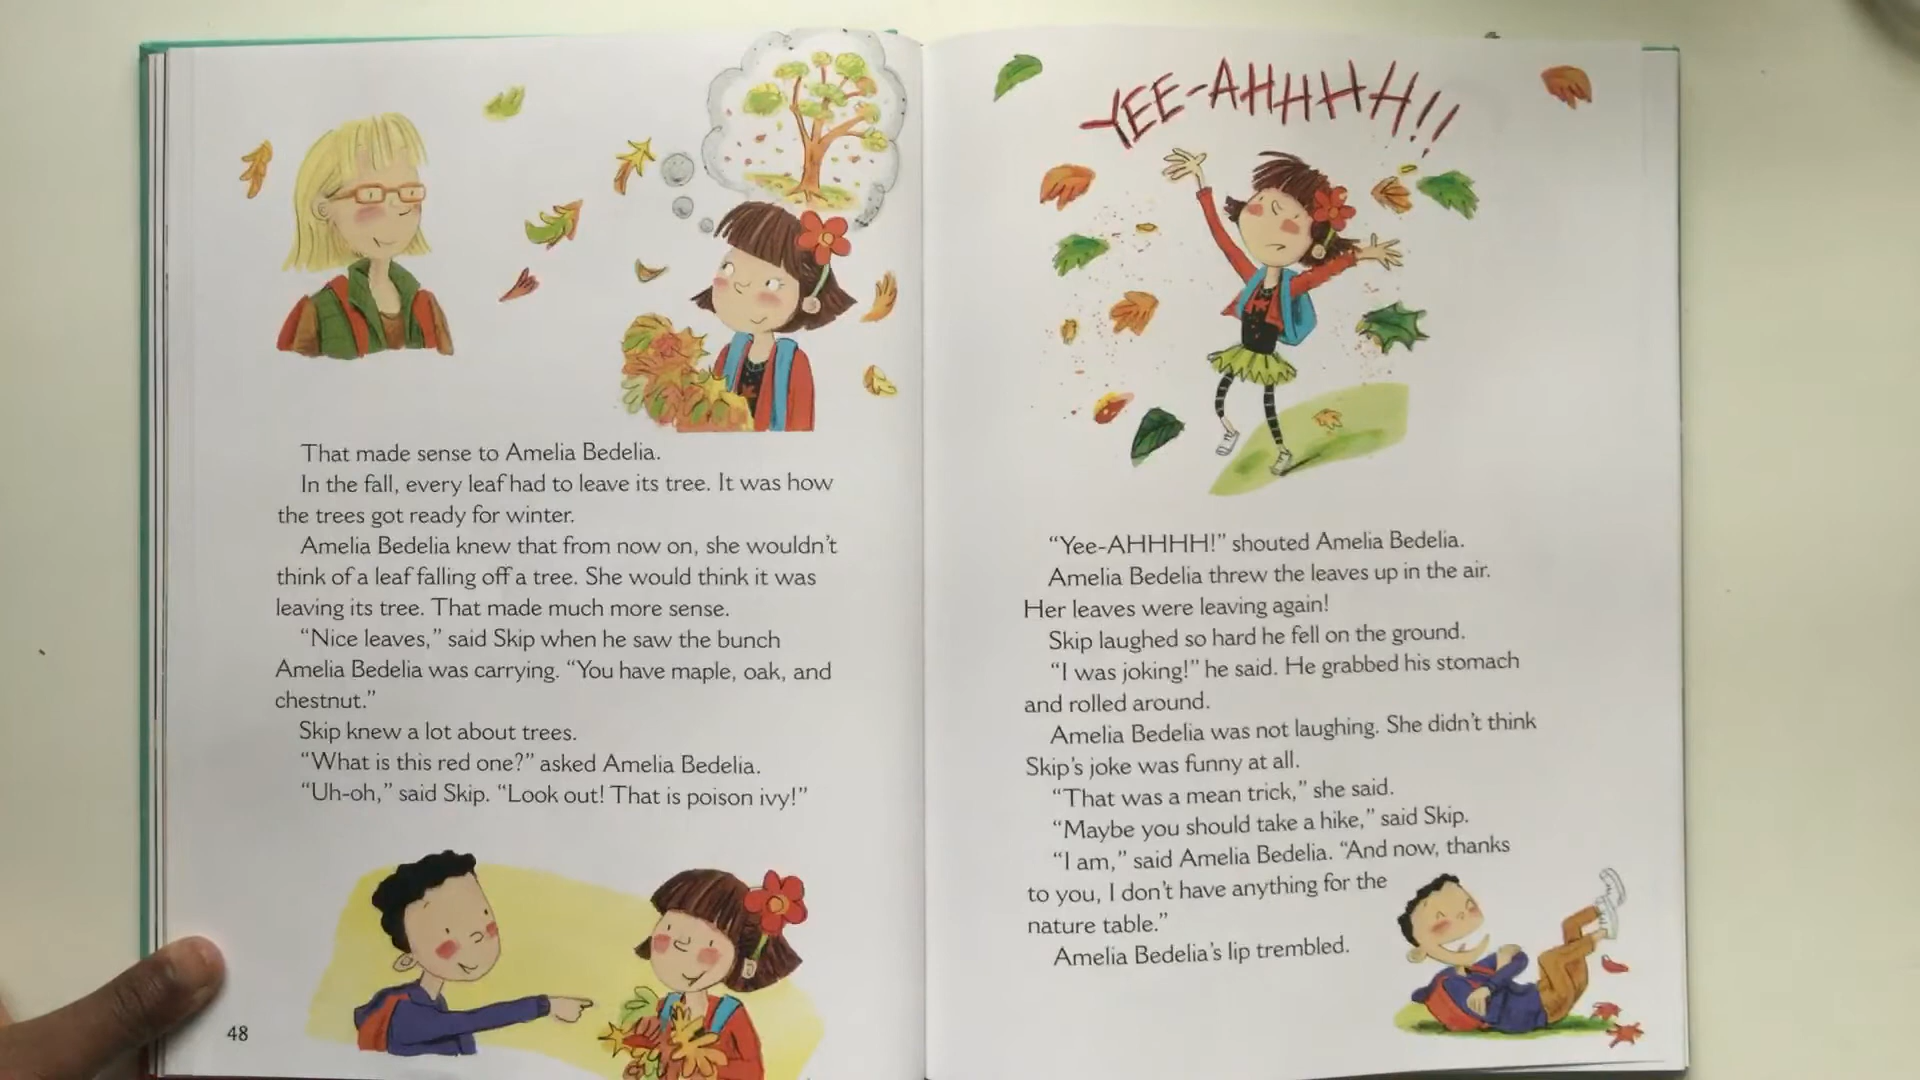 That made sense to Amelia Bedelia.
In the fall, every leaf had to leave its tree. It was how
the trees got ready for winter.
Amelia Bedelia knew that from now on, she wouldn't
think of a leaf falling off a tree. She would think it was
leaving its tree. That made much more sense.
“Nice leaves,” said Skip when he saw the bunch
Amelia Bedelia was carrying. “You have maple, oak, and
chestnut.”
Skip knew a lot about trees.
“What is this red one?” asked Amelia Bedelia.
“Uh-oh,” said Skip. “Look out! That is poison ivy!”
48
YEE-AHHHH!!
“Yee-AHHHH!” shouted Amelia Bedelia.
Amelia Bedelia threw the leaves up in the air.
Her leaves were leaving again!
Skip laughed so hard he fell on the ground.
“I was joking!” he said. He grabbed his stomach
and rolled around.
Amelia Bedelia was not laughing. She didn't think
Skip's joke was funny at all.
“That was a mean trick,” she said.
“Maybe you should take a hike,” said Skip.
“I am,” said Amelia Bedelia. “And now, thanks
to you, I don't have anything for the
nature table.”
Amelia Bedelia's lip trembled.